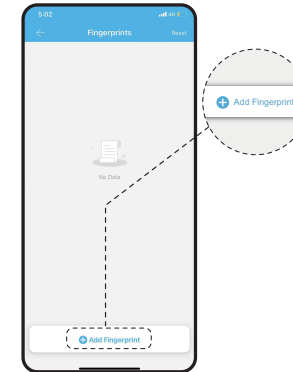 5:02
4G
Fingerprints
Reset
Add Fingerprint
No Data
Add Fingerprint